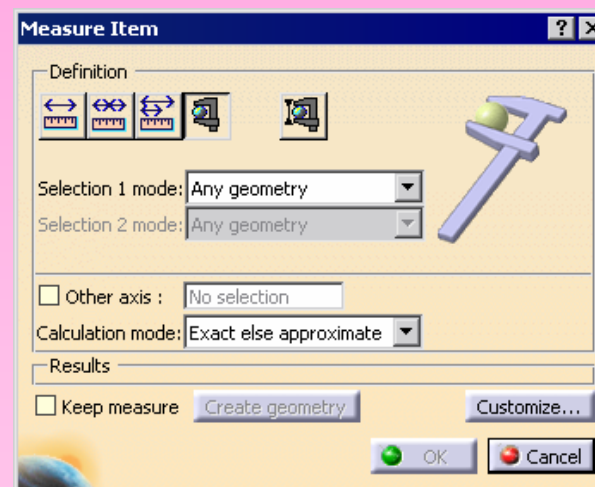 Measure Item
Definition
Selection 1 mode: Any geometry
Selection 2 mode: Any geometry
Other axis : No selection
Calculation mode: Exact else approximate
Results
Keep measure Create geometry Customize...
OK Cancel